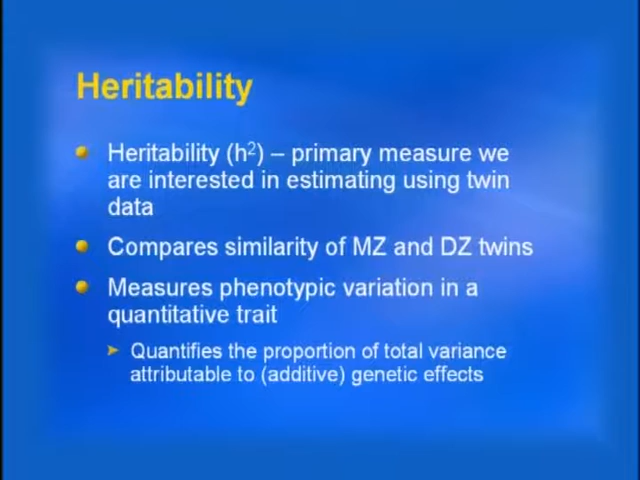 Heritability
Heritability (h²) – primary measure we
are interested in estimating using twin
data
Compares similarity of MZ and DZ twins
Measures phenotypic variation in a
quantitative trait
Quantifies the proportion of total variance
attributable to (additive) genetic effects